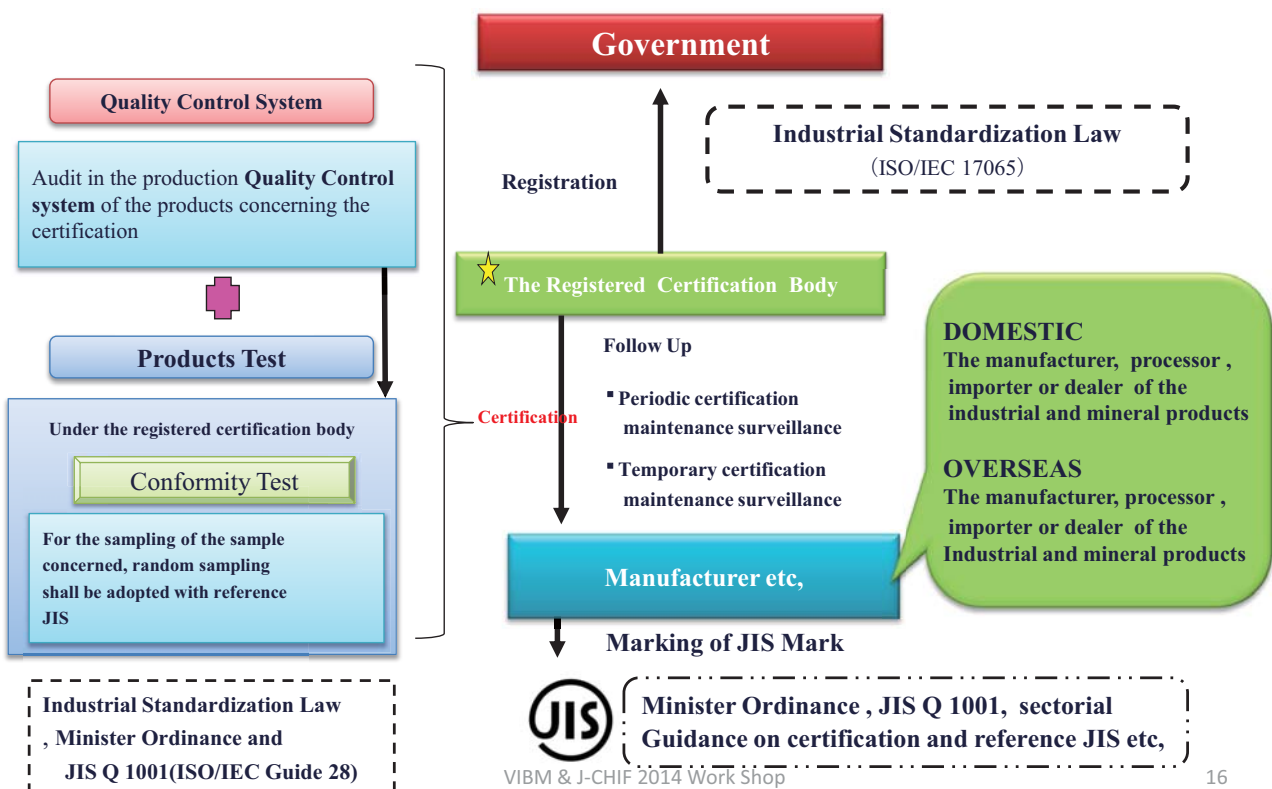 Government
Quality Control System
Audit in the production Quality Control
system of the products concerning the
certification
Products Test
Under the registered certification body
Conformity Test
For the sampling of the sample
concerned, random sampling
shall be adopted with reference
JIS
Industrial Standardization Law
, Minister Ordinance and
JIS Q 1001(ISO/IEC Guide 28)
Certification
Registration
Industrial Standardization Law
（ISO/IEC 17065）
The Registered Certification Body
Follow Up
▪ Periodic certification
maintenance surveillance
▪ Temporary certification
maintenance surveillance
DOMESTIC
The manufacturer, processor ,
importer or dealer of the
industrial and mineral products
OVERSEAS
The manufacturer, processor ,
importer or dealer of the
Industrial and mineral products
Manufacturer etc,
Marking of JIS Mark
JIS
Minister Ordinance , JIS Q 1001, sectorial
Guidance on certification and reference JIS etc,
VIBM & J-CHIF 2014 Work Shop
16